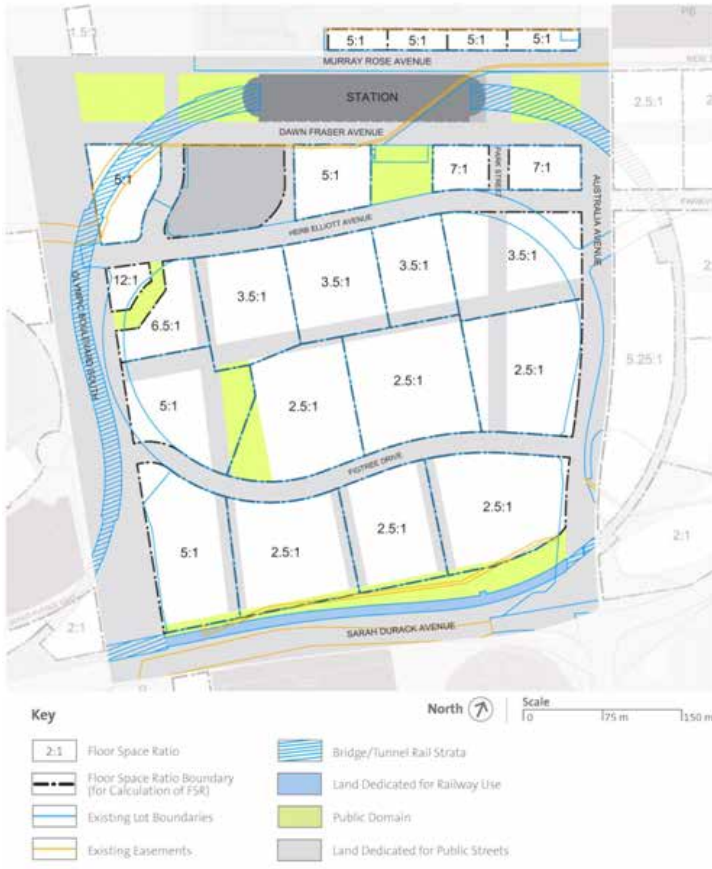 1.5:1
5:1 5:1 5:1 5:1
MURRAY ROSE AVENUE
STATION
2.5:1
DAWN FRASER AVENUE
5:1
5:1
7:1
PARK STREET
7:1
AUSTRALIA AVENUE
HERB ELLIOTT AVENUE
12:1
6.5:1
3.5:1
3.5:1
3.5:1
3.5:1
OLYMPIC BOULEVARD SOUTH
5.25:1
5:1
2.5:1
2.5:1
2.5:1
FIGTREE DRIVE
5:1
2.5:1
2.5:1
2.5:1
2:1
2:1
SARAH DURACK AVENUE
Key
North
Scale
0 75 m 150 m
2:1 Floor Space Ratio
Floor Space Ratio Boundary
(for Calculation of FSR)
Existing Lot Boundaries
Existing Easements
Bridge/Tunnel Rail Strata
Land Dedicated for Railway Use
Public Domain
Land Dedicated for Public Streets